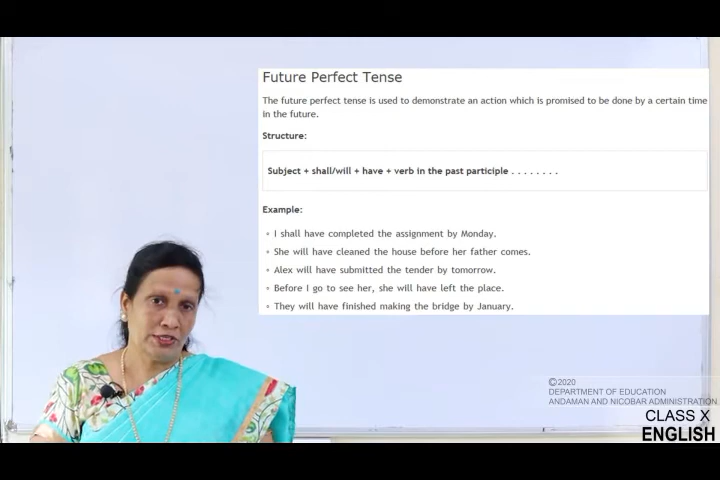 Future Perfect Tense
The future perfect tense is used to demonstrate an action which is promised to be done by a certain time
in the future.
Structure:
Subject + shall/will + have + verb in the past participle . . . . . . . .
Example:
▫ I shall have completed the assignment by Monday.
▫ She will have cleaned the house before her father comes.
▫ Alex will have submitted the tender by tomorrow.
▫ Before I go to see her, she will have left the place.
▫ They will have finished making the bridge by January.
©2020
DEPARTMENT OF EDUCATION
ANDAMAN AND NICOBAR ADMINISTRATION
CLASS X
ENGLISH